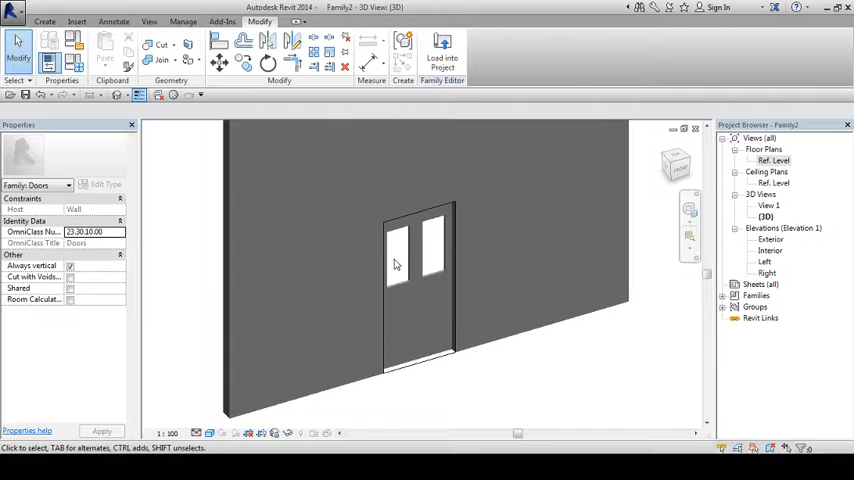 Autodesk Revit 2014 - Family2 - 3D View: (3D)
Sign In
Create Insert Annotate View Manage Add-Ins Modify
Modify
Paste
Cut
Join
Load into
Project
Select Properties Clipboard Geometry Modify Measure Create Family Editor
Properties
Family: Doors
Edit Type
Constraints
Host Wall
Identity Data
OmniClass Nu... 23.30.10.00
OmniClass Title Doors
Other
Always vertical
Cut with Voids...
Shared
Room Calculat...
Properties help
Apply
TOP
FRONT
Project Browser - Family2
Views (all)
Floor Plans
Ref. Level
Ceiling Plans
Ref. Level
3D Views
View 1
(3D)
Elevations (Elevation 1)
Exterior
Interior
Left
Right
Sheets (all)
Families
Groups
Revit Links
1 : 100
Click to select, TAB for alternates, CTRL adds, SHIFT unselects.
:0